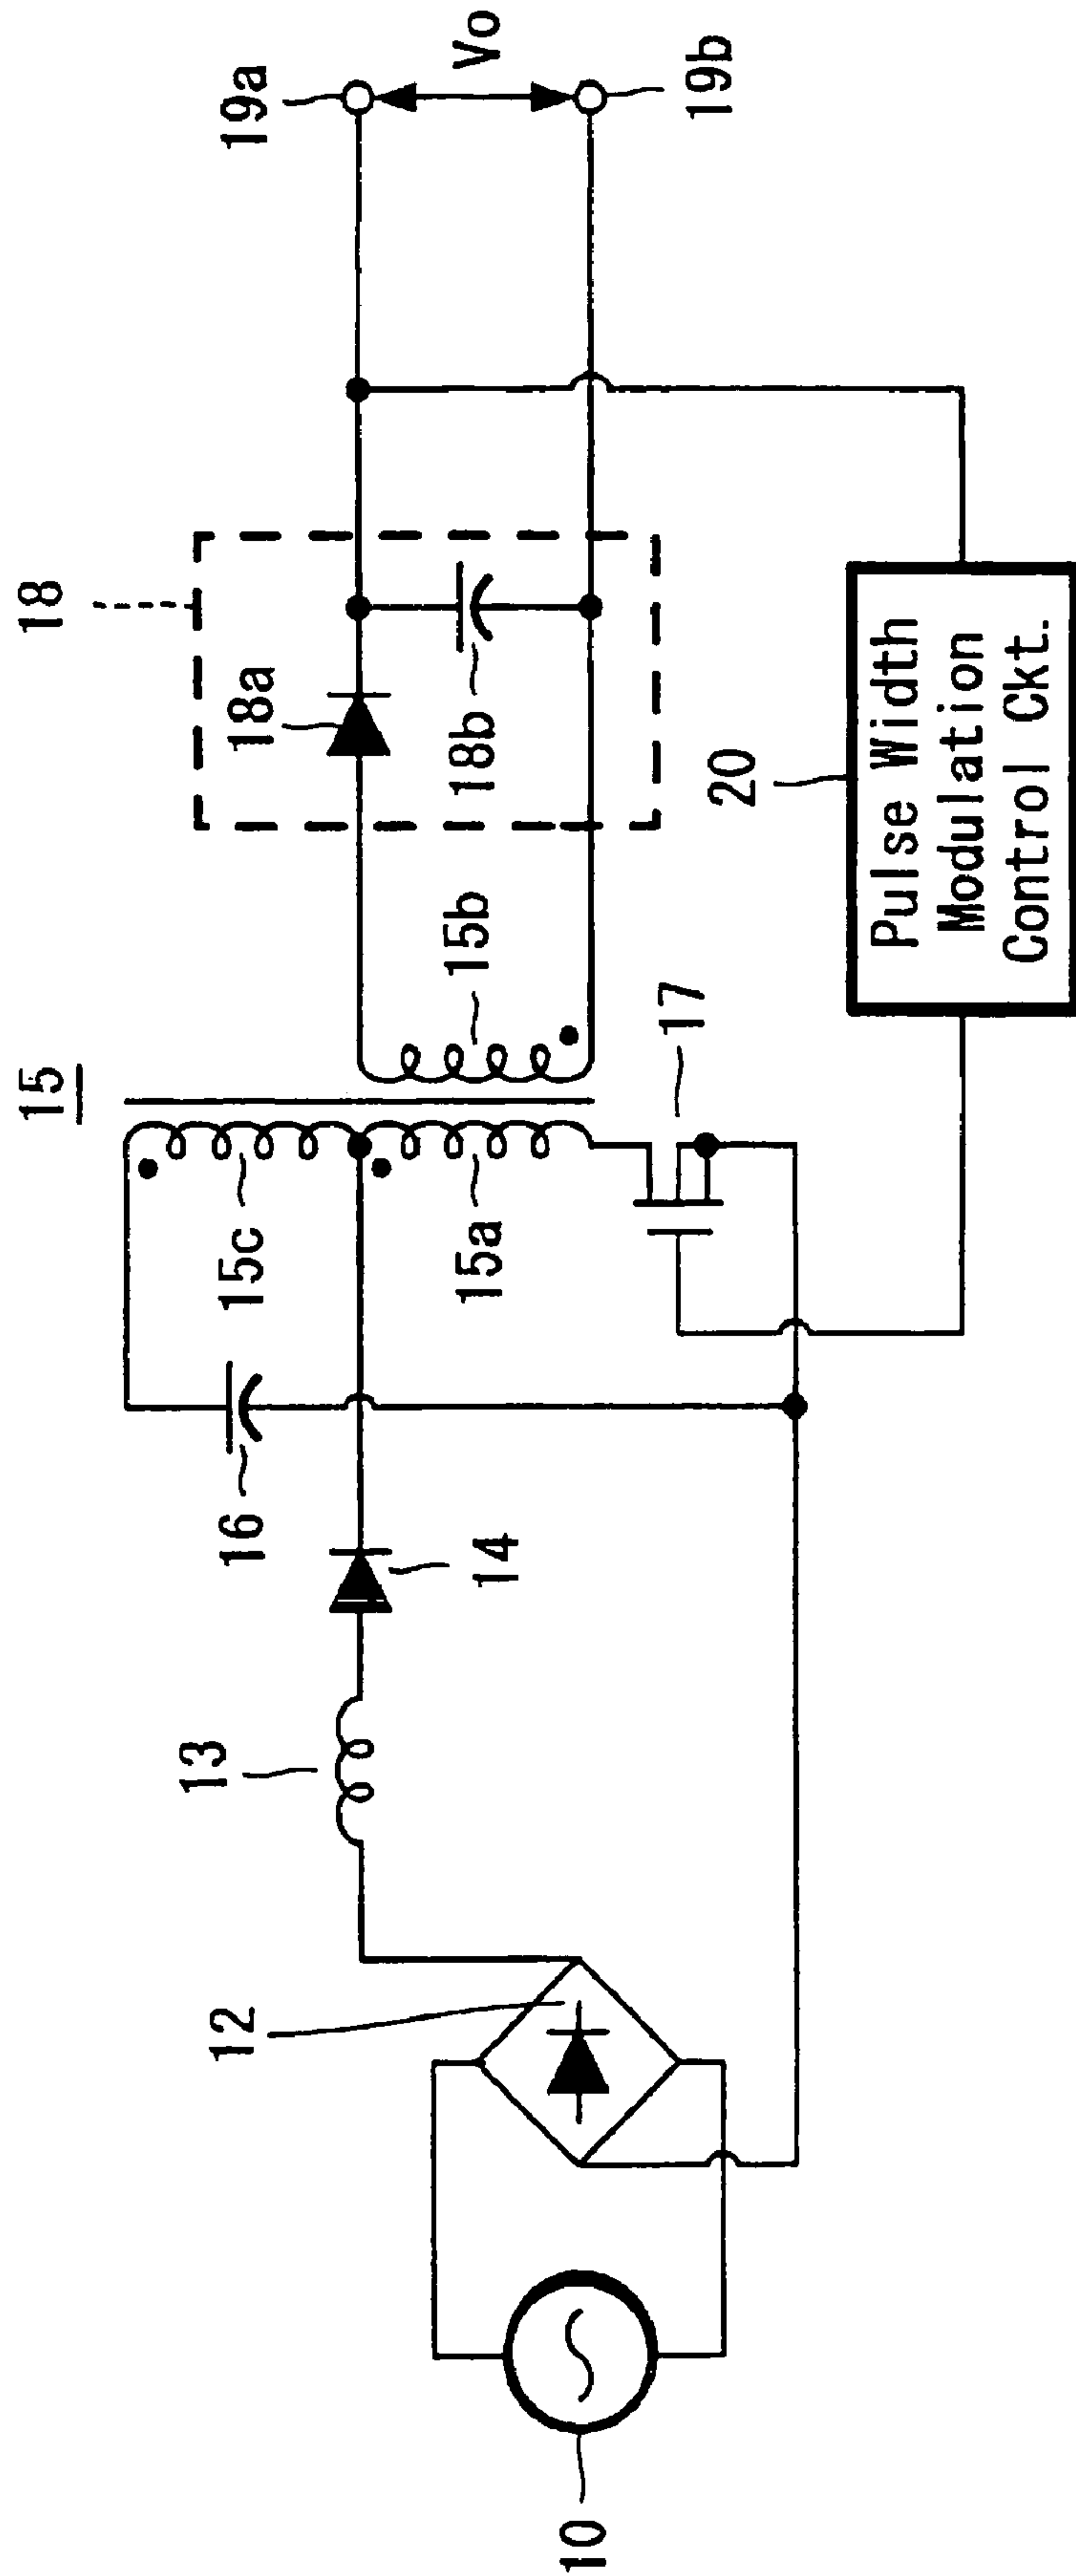 15
18
19a
Vo
19b
18a
18b
15b
15c
15a
17
16
14
13
12
10
20
Pulse Width
Modulation
Control Ckt.